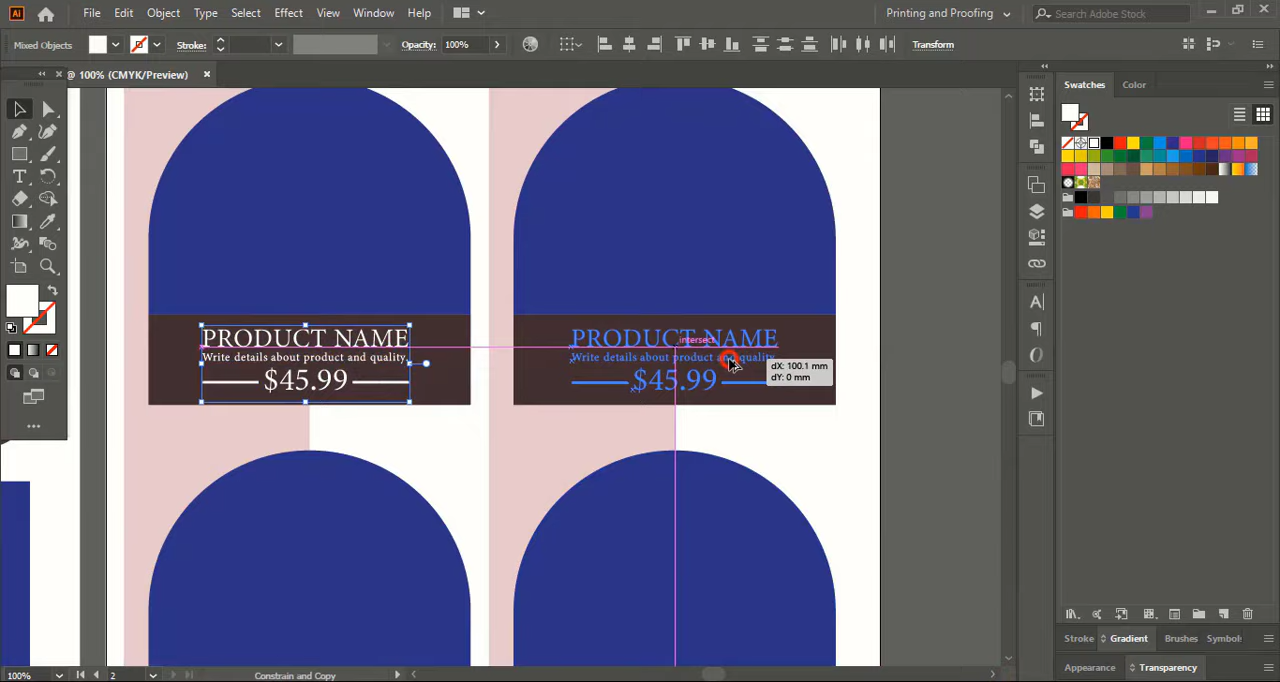 Ai File Edit Object Type Select Effect View Window Help Printing and Proofing Search Adobe Stock
Mixed Objects Stroke: Opacity: 100% Transform
@ 100% (CMYK/Preview)
Swatches Color
PRODUCT NAME
Write details about product and quality
$45.99
PRODUCT NAME
Write details about product and quality
$45.99
intersect
dX: 100.1 mm
dY: 0 mm
Stroke Gradient Brushes Symbols
Appearance Transparency
100% 2 Constrain and Copy